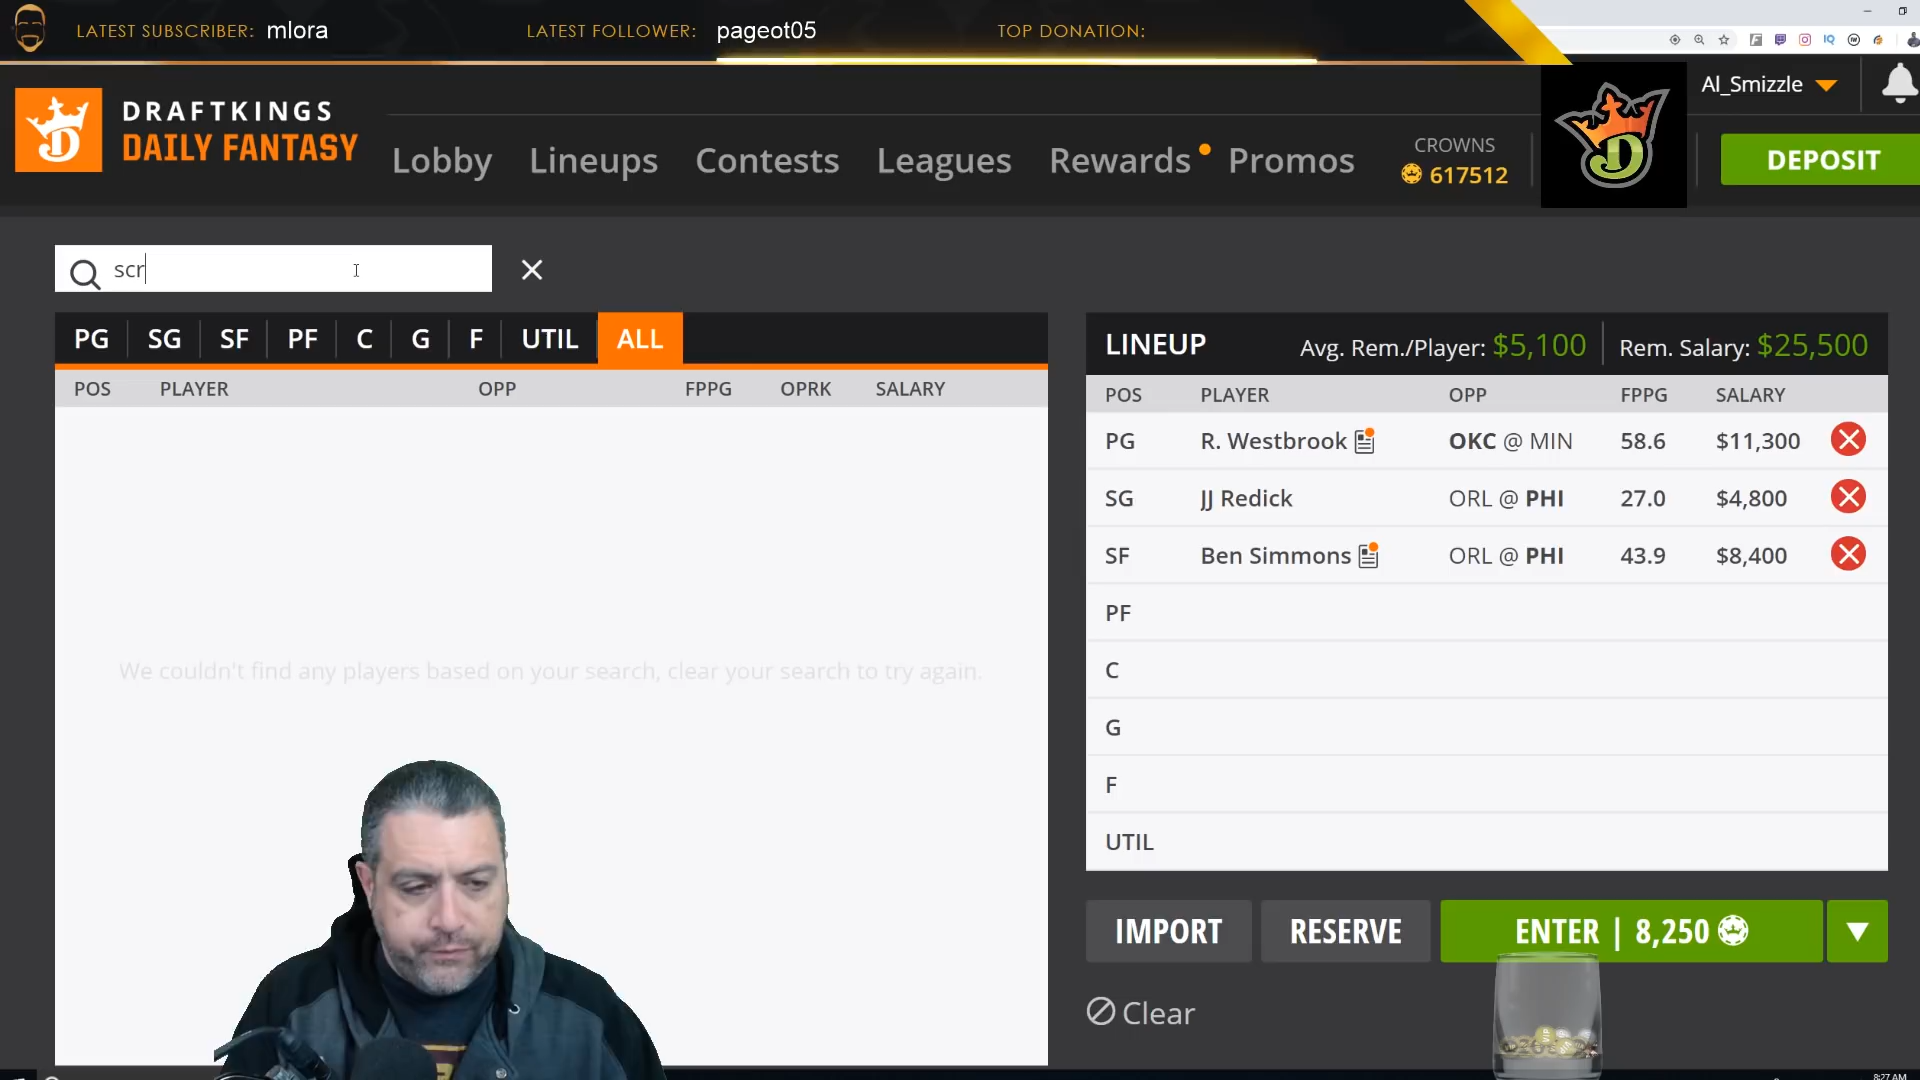 LATEST SUBSCRIBER: mlora
LATEST FOLLOWER: pageot05
TOP DONATION:
DRAFTKINGS
DAILY FANTASY
Lobby
Lineups
Contests
Leagues
Rewards
Promos
CROWNS
617512
Al_Smizzle
DEPOSIT
scr
PG SG SF PF C G F UTIL ALL
POS PLAYER OPP FPPG OPRK SALARY
We couldn't find any players based on your search, clear your search to try again.
LINEUP Avg. Rem./Player: $5,100 Rem. Salary: $25,500
POS PLAYER OPP FPPG SALARY
PG R. Westbrook OKC @ MIN 58.6 $11,300
SG JJ Redick ORL @ PHI 27.0 $4,800
SF Ben Simmons ORL @ PHI 43.9 $8,400
PF
C
G
F
UTIL
IMPORT
RESERVE
ENTER | 8,250
Clear
8:27 AM